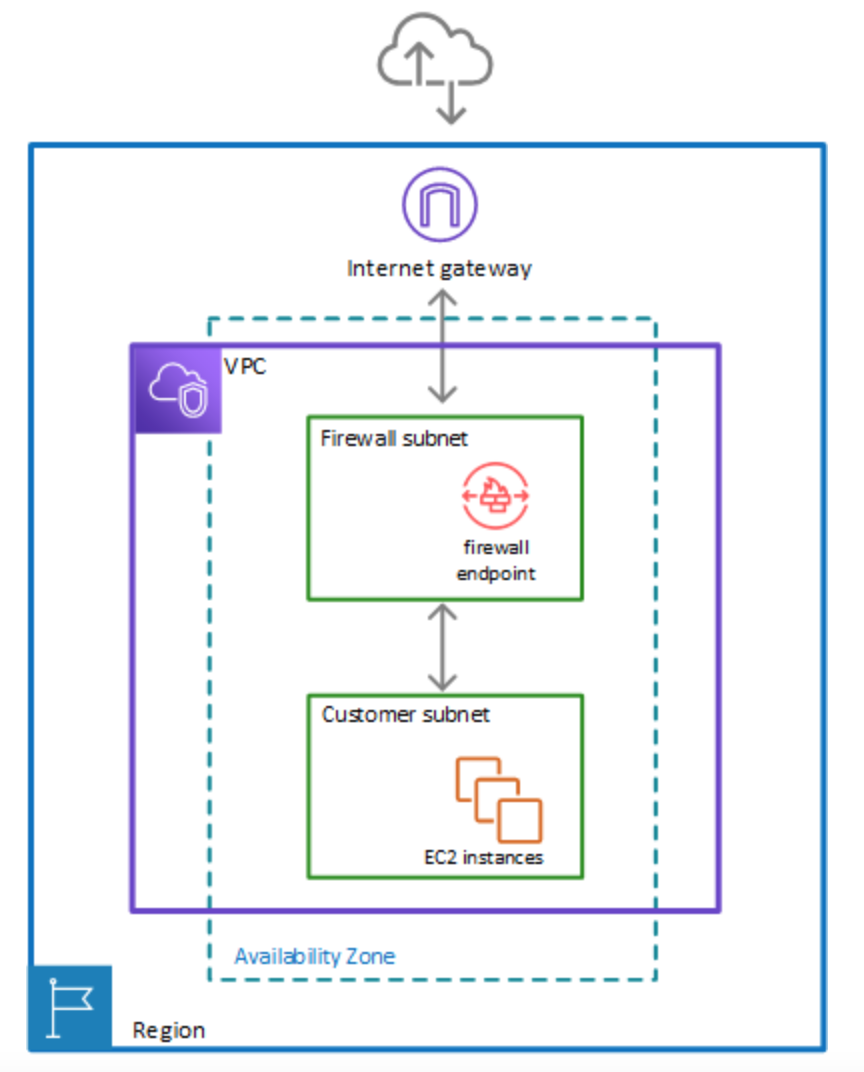 Internet gateway
VPC
Firewall subnet
firewall
endpoint
Customer subnet
EC2 instances
Availability Zone
Region